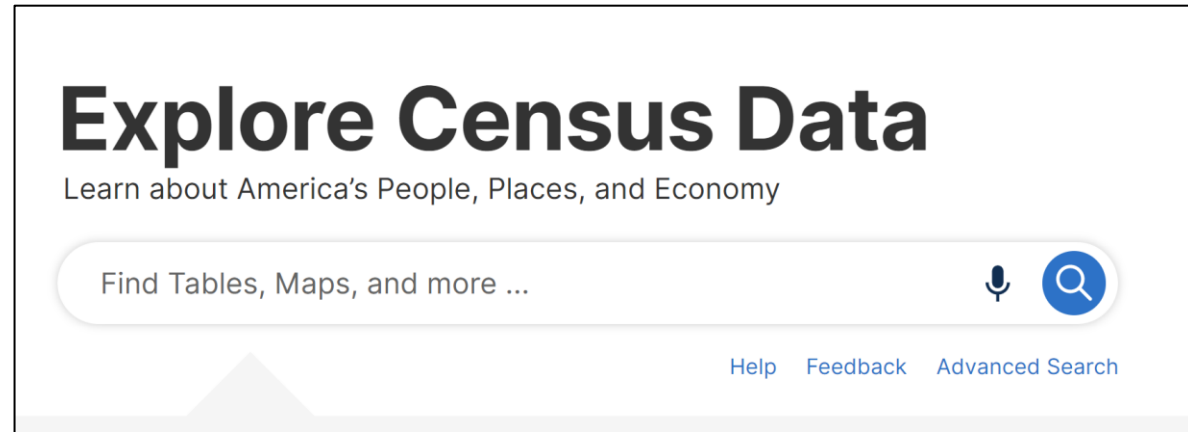 Explore Census Data
Learn about America’s People, Places, and Economy
Find Tables, Maps, and more ...
Help Feedback Advanced Search